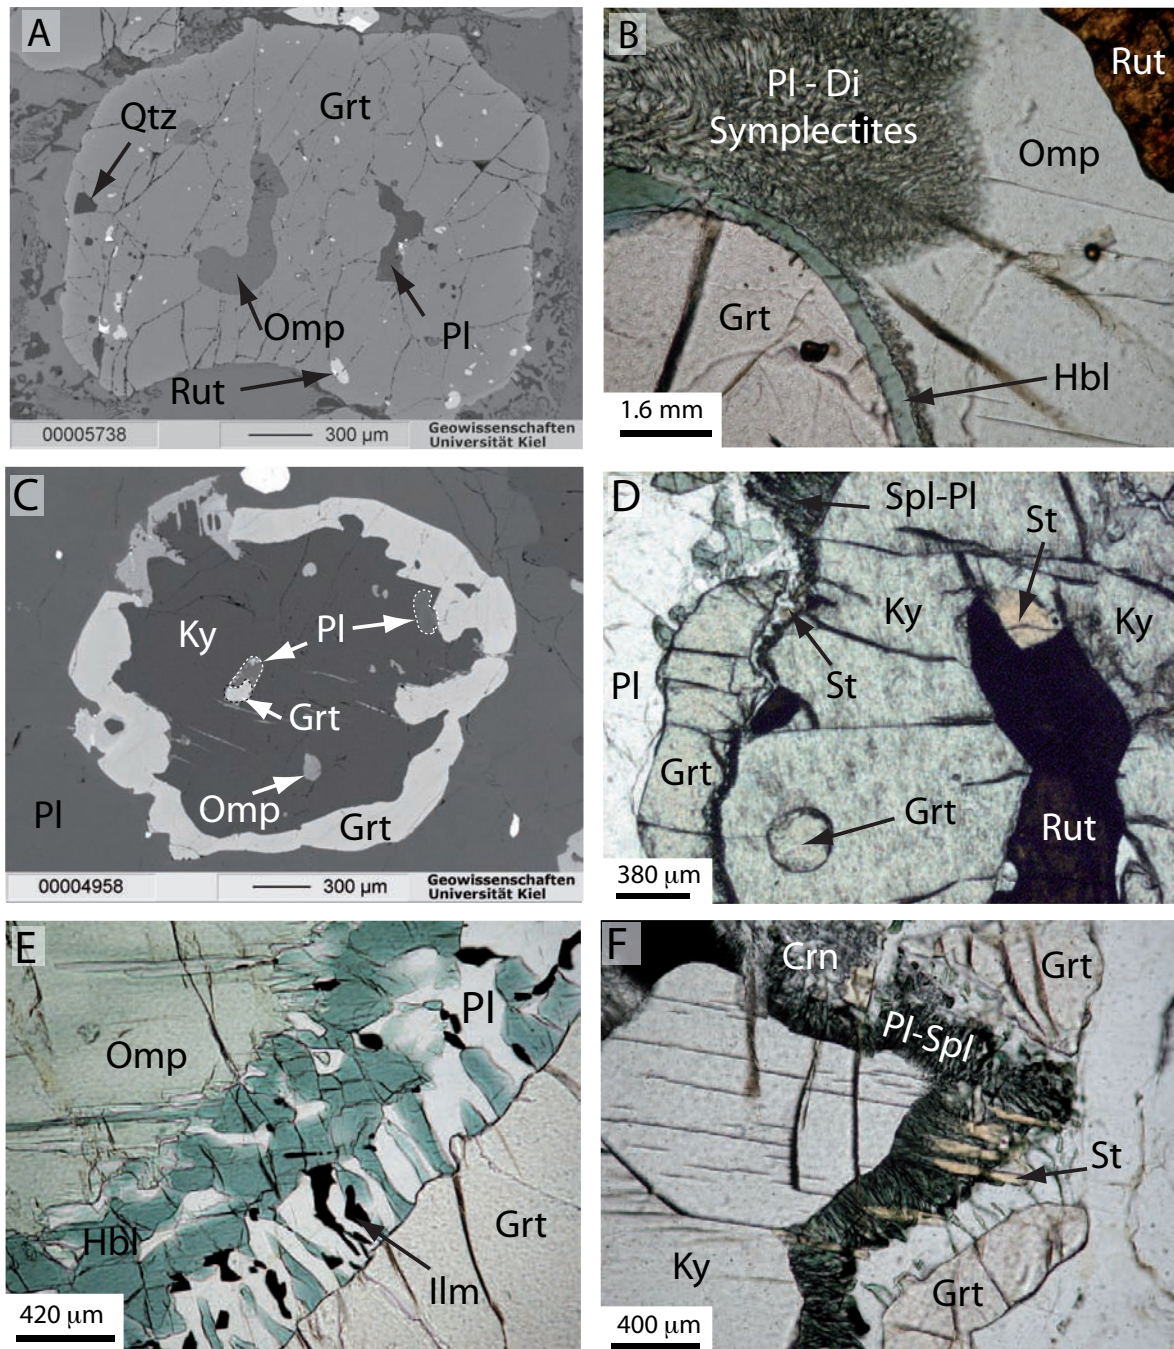 A
Grt
Qtz
Omp
Pl
Rut
00005738
300 µm
Geowissenschaften
Universität Kiel
B
Rut
Pl - Di
Symplectites
Omp
Grt
Hbl
1.6 mm
C
Ky
Pl
Grt
Omp
Pl
Grt
00004958
300 µm
Geowissenschaften
Universität Kiel
D
Spl-Pl
St
Ky
Ky
Pl
St
Grt
Grt
Rut
380 µm
E
Pl
Omp
Hbl
Grt
Ilm
420 µm
F
Crn
Grt
Pl-Spl
St
Ky
Grt
400 µm